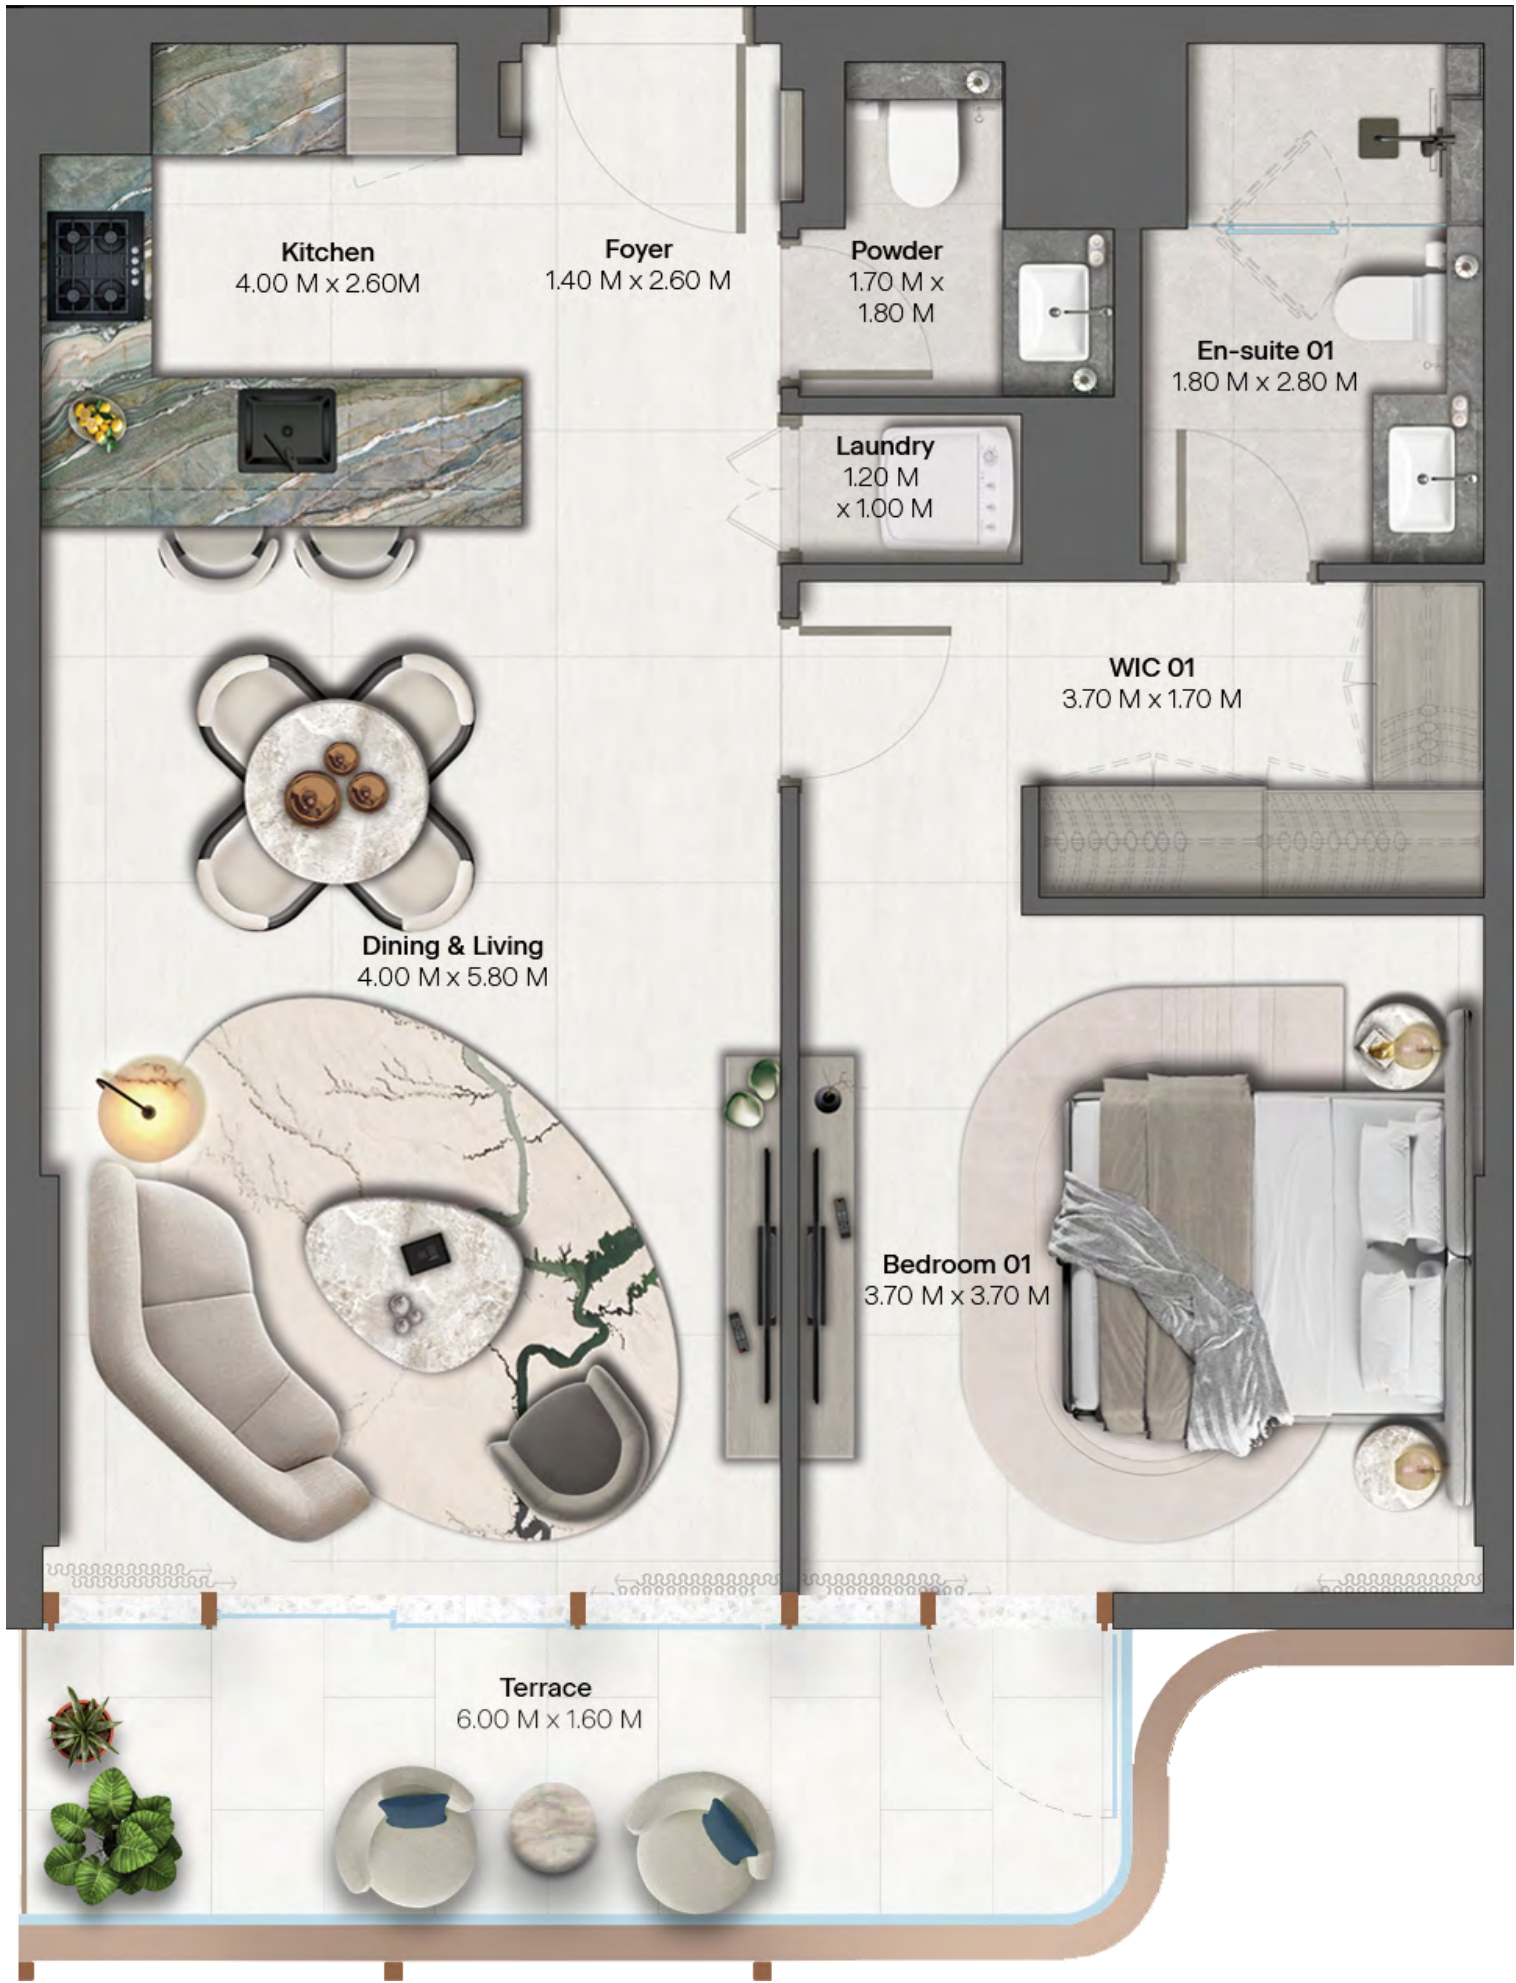 Kitchen
4.00 M x 2.60M
Foyer
1.40 M x 2.60 M
Powder
1.70 M x
1.80 M
En-suite 01
1.80 M x 2.80 M
Laundry
1.20 M
x 1.00 M
WIC 01
3.70 M x 1.70 M
Dining & Living
4.00 M x 5.80 M
Bedroom 01
3.70 M x 3.70 M
Terrace
6.00 M x 1.60 M